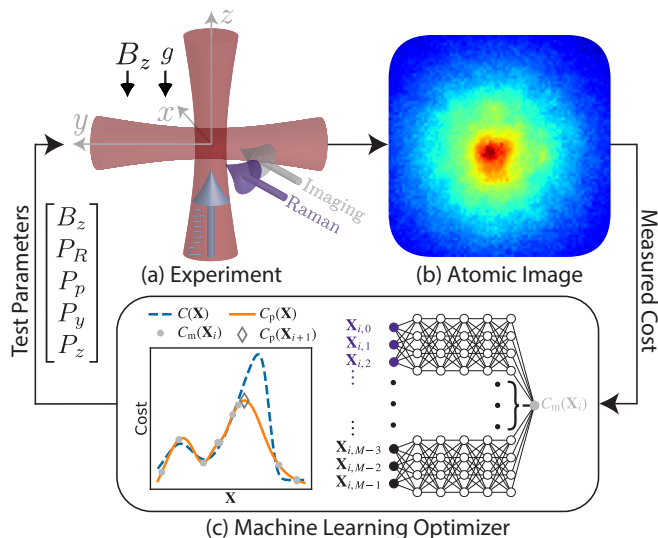 z
B_z g
x
y
Imaging
Raman
Pump
(a) Experiment
(b) Atomic Image
Test Parameters
B_z
P_R
P_p
P_y
P_z
Measured Cost
C(X) C_p(X)
C_m(X_i) C_p(X_{i+1})
Cost
X
X_{i,0}
X_{i,1}
X_{i,2}
...
...
X_{i,M−3}
X_{i,M−2}
X_{i,M−1}
C_m(X_i)
(c) Machine Learning Optimizer